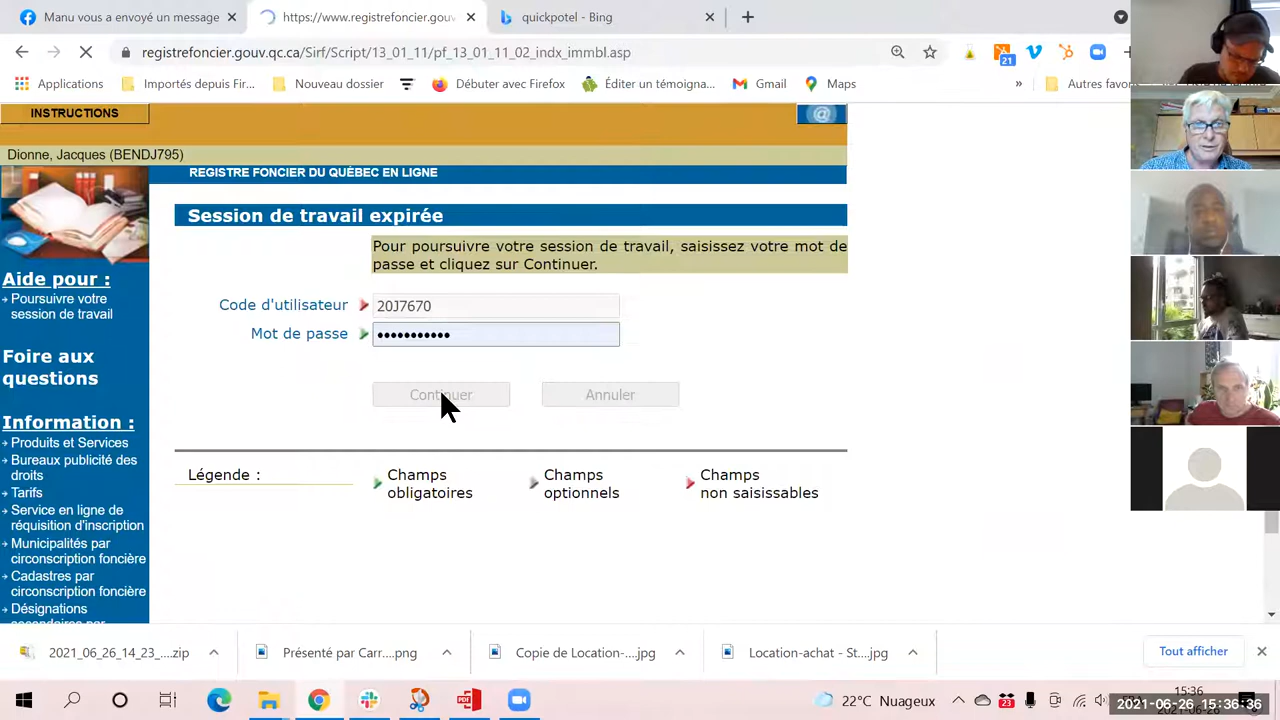 Manu vous a envoyé un message
https://www.registrefoncier.gouv
quickpotel - Bing
registrefoncier.gouv.qc.ca/Sirf/Script/13_01_11/pf_13_01_11_02_indx_immbl.asp
21
Applications
Importés depuis Fir...
Nouveau dossier
Débuter avec Firefox
Éditer un témoigna...
Gmail
Maps
»
Autres favoris
INSTRUCTIONS
Dionne, Jacques (BENDJ795)
REGISTRE FONCIER DU QUÉBEC EN LIGNE
Session de travail expirée
Pour poursuivre votre session de travail, saisissez votre mot de
passe et cliquez sur Continuer.
Code d'utilisateur
20J7670
Mot de passe
•••••••••••
Continuer
Annuler
Légende :
Champs
obligatoires
Champs
optionnels
Champs
non saisissables
Aide pour :
Poursuivre votre
session de travail
Foire aux
questions
Information :
Produits et Services
Bureaux publicité des
droits
Tarifs
Service en ligne de
réquisition d'inscription
Municipalités par
circonscription foncière
Cadastres par
circonscription foncière
Désignations
secondaires par
2021_06_26_14_23_....zip
Présenté par Carr....png
Copie de Location-....jpg
Location-achat - St....jpg
Tout afficher
22°C Nuageux
23
15:36
2021-06-26 15:36:36